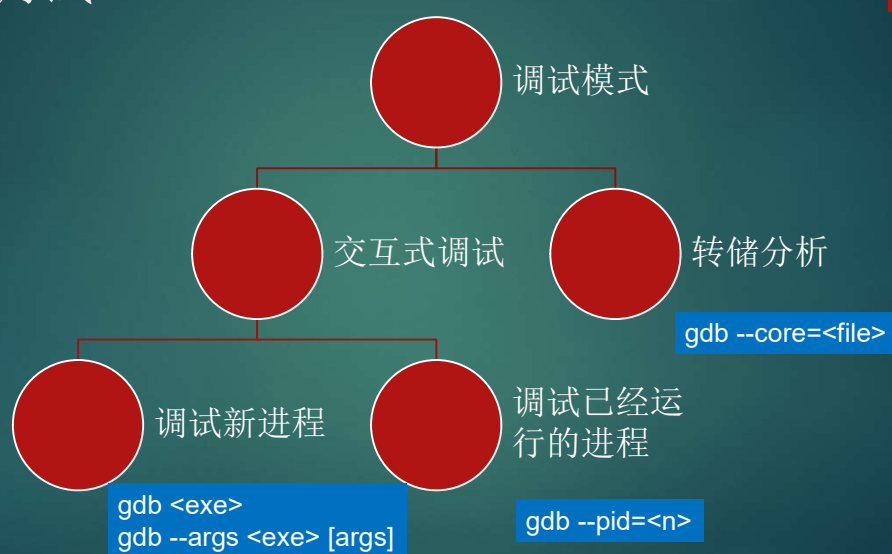 调试模式
交互式调试
转储分析
gdb --core=<file>
调试新进程
调试已经运
行的进程
gdb <exe>
gdb --args <exe> [args]
gdb --pid=<n>